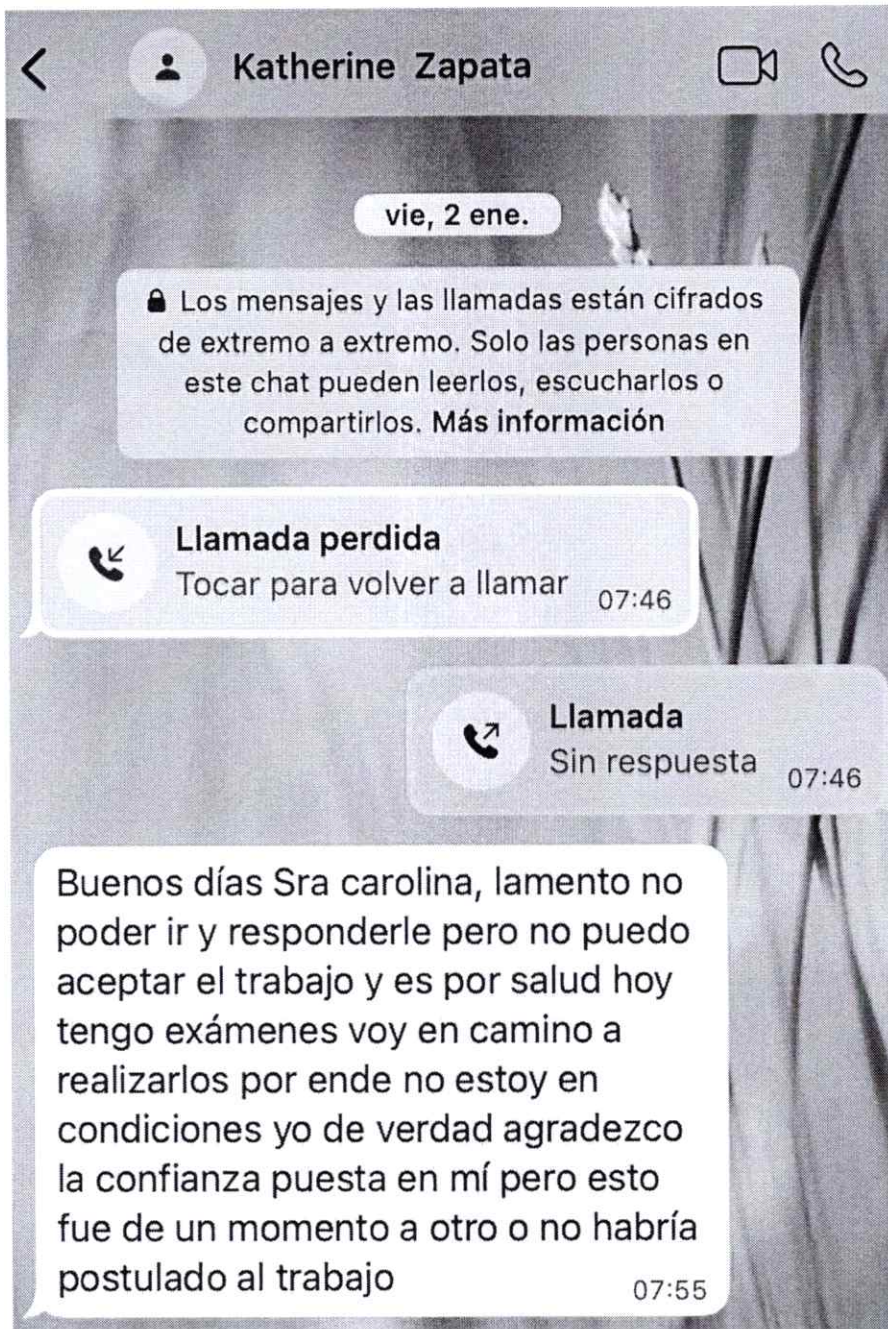 Katherine Zapata
vie, 2 ene.
Los mensajes y las llamadas están cifrados
de extremo a extremo. Solo las personas en
este chat pueden leerlos, escucharlos o
compartirlos. Más información
Llamada perdida
Tocar para volver a llamar 07:46
Llamada
Sin respuesta 07:46
Buenos días Sra carolina, lamento no
poder ir y responderle pero no puedo
aceptar el trabajo y es por salud hoy
tengo exámenes voy en camino a
realizarlos por ende no estoy en
condiciones yo de verdad agradezco
la confianza puesta en mí pero esto
fue de un momento a otro o no habría
postulado al trabajo 07:55